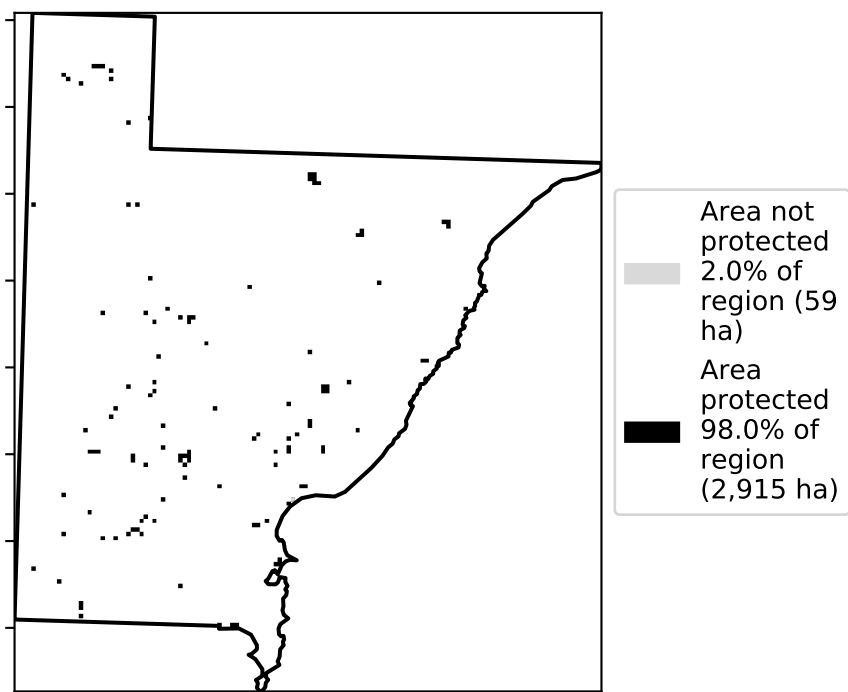 Area not
protected
2.0% of
region (59
ha)
Area
protected
98.0% of
region
(2,915 ha)